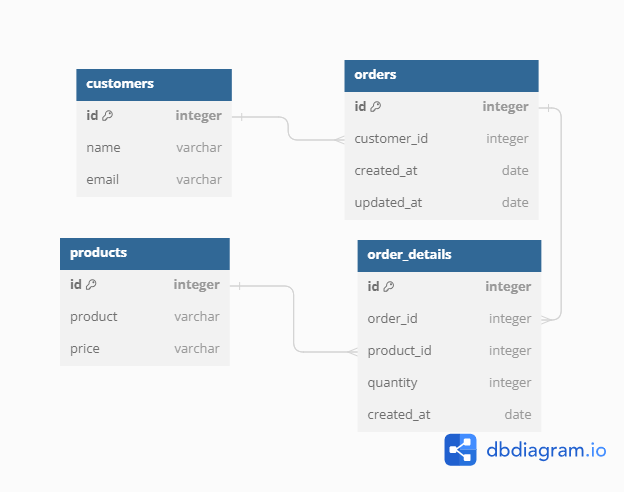 customers
id integer
name varchar
email varchar
orders
id integer
customer_id integer
created_at date
updated_at date
products
id integer
product varchar
price varchar
order_details
id integer
order_id integer
product_id integer
quantity integer
created_at date
dbdiagram.io